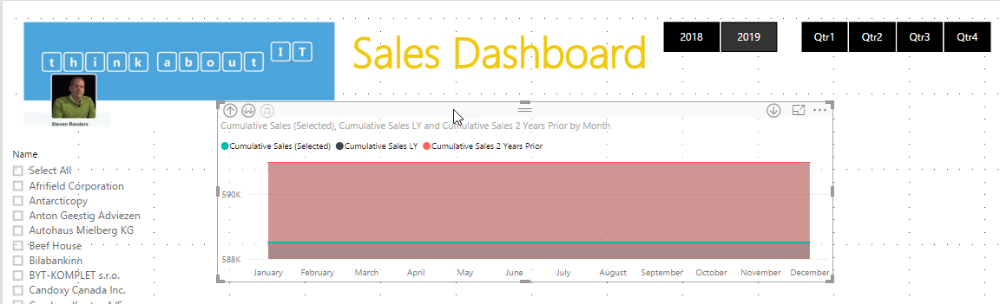 think about IT
Steven Renders
Sales Dashboard
2018 2019
Qtr1 Qtr2 Qtr3 Qtr4
Cumulative Sales (Selected), Cumulative Sales LY and Cumulative Sales 2 Years Prior by Month
Cumulative Sales (Selected) Cumulative Sales LY Cumulative Sales 2 Years Prior
590K
588K
January February March April May June July August September October November December
Name
Select All
Afrifield Corporation
Antarcticopy
Anton Geestig Adviezen
Autohaus Mielberg KG
Beef House
Bilabankinn
BYT-KOMPLET s.r.o.
Candoxy Canada Inc.